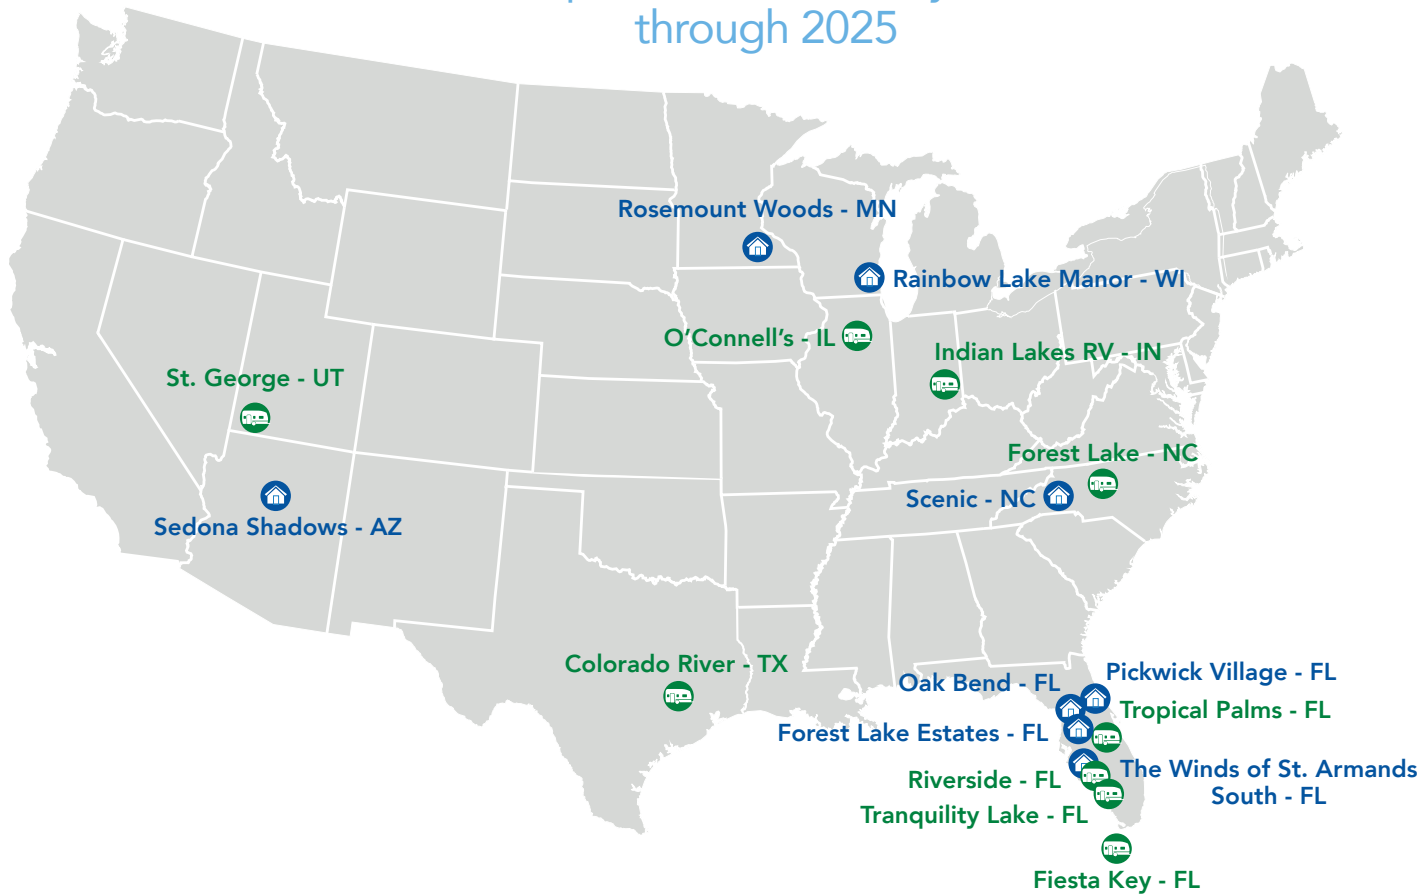 through 2025
Rosemount Woods - MN
Rainbow Lake Manor - WI
O'Connell's - IL
Indian Lakes RV - IN
St. George - UT
Forest Lake - NC
Scenic - NC
Sedona Shadows - AZ
Colorado River - TX
Pickwick Village - FL
Oak Bend - FL
Tropical Palms - FL
Forest Lake Estates - FL
The Winds of St. Armands
South - FL
Riverside - FL
Tranquility Lake - FL
Fiesta Key - FL